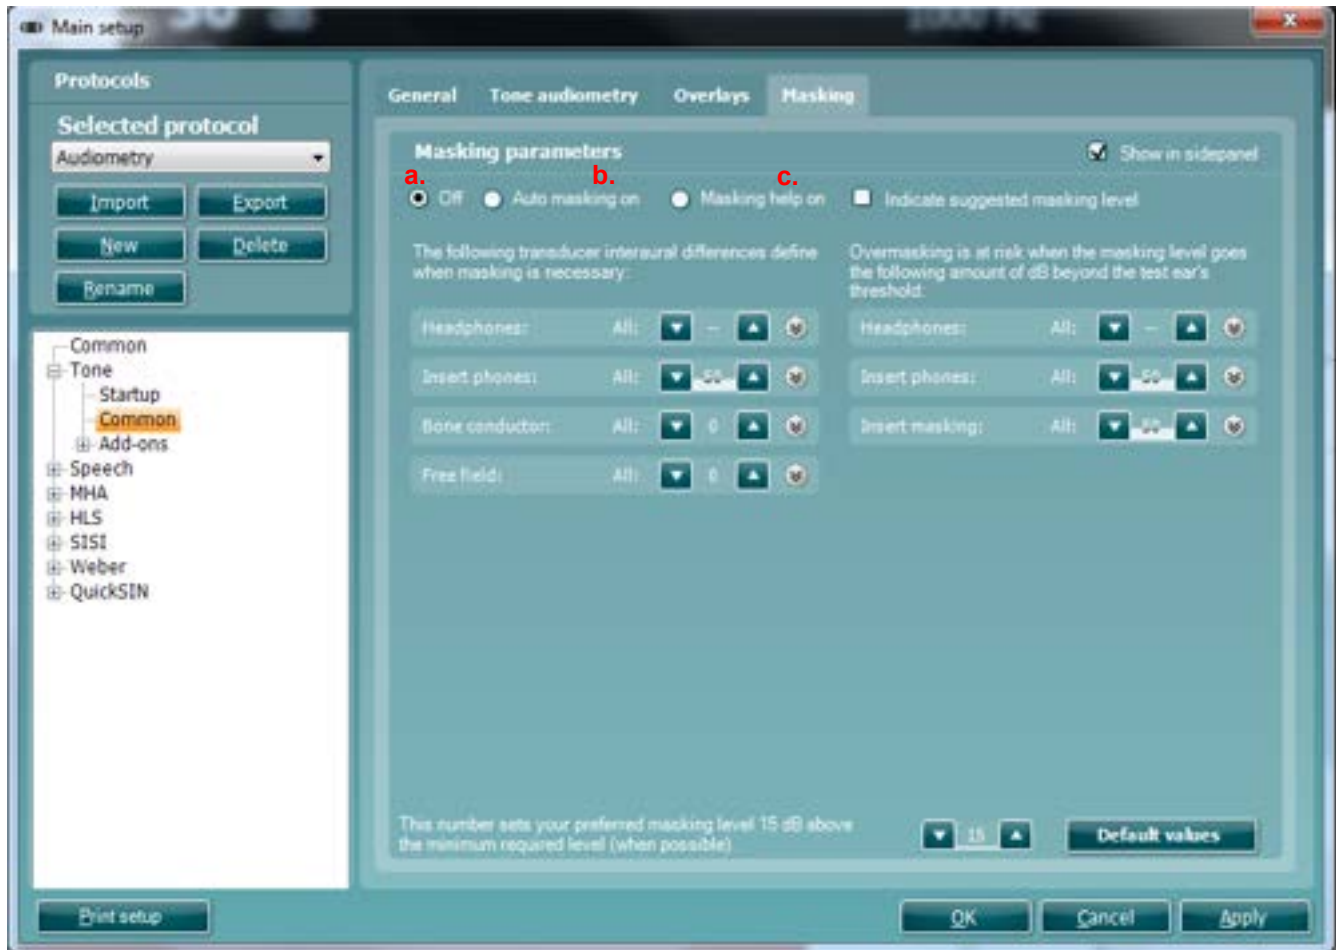 Main setup
1000 Hz
Protocols
Selected protocol
Audiometry
Import
Export
New
Delete
Rename
Common
Tone
Startup
Common
Add-ons
Speech
MHA
HLS
SISI
Weber
QuickSIN
Print setup
General Tone audiometry Overlays Masking
Masking parameters
Show in sidepanel
a. b. c.
Off Auto masking on Masking help on Indicate suggested masking level
The following transducer interaural differences define
when masking is necessary:
Headphones: All: --
Insert phones: All: 50
Bone conductor: All: 0
Free field: All: 0
Overmasking is at risk when the masking level goes
the following amount of dB beyond the test ear's
threshold.
Headphones: All: --
Insert phones: All: 50
Insert masking: All: 50
This number sets your preferred masking level 15 dB above
the minimum required level (when possible)
15
Default values
OK Cancel Apply